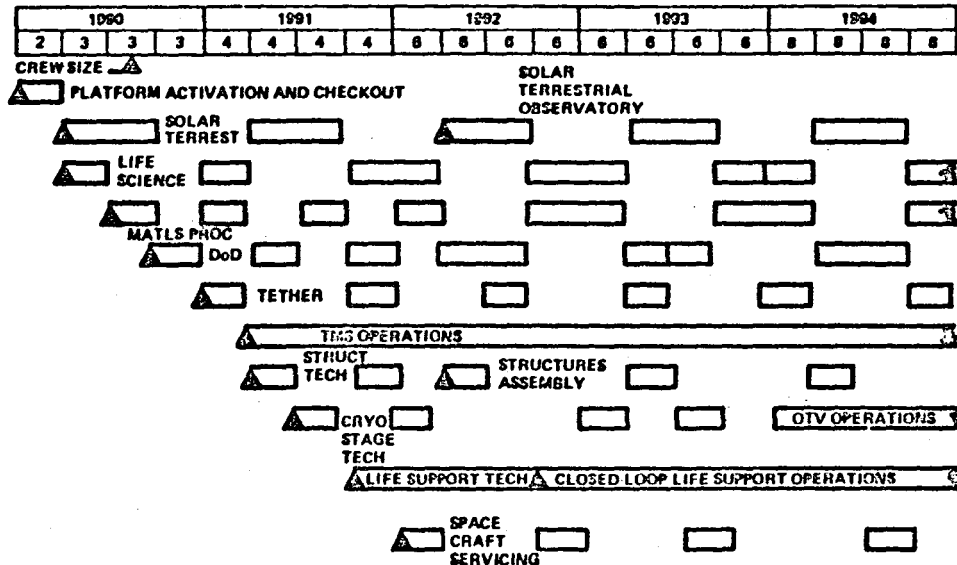 1990 1991 1992 1993 1994
2 3 3 3 4 4 4 4 6 6 6 6 6 6 6 6 8 8 8 8
CREW SIZE
PLATFORM ACTIVATION AND CHECKOUT
SOLAR
TERRESTRIAL
OBSERVATORY
SOLAR
TERREST
LIFE
SCIENCE
MATLS PROC
DoD
TETHER
TMS OPERATIONS
STRUCT
TECH
STRUCTURES
ASSEMBLY
CRYO
STAGE
TECH
OTV OPERATIONS
LIFE SUPPORT TECH
CLOSED LOOP LIFE SUPPORT OPERATIONS
SPACE
CRAFT
SERVICING